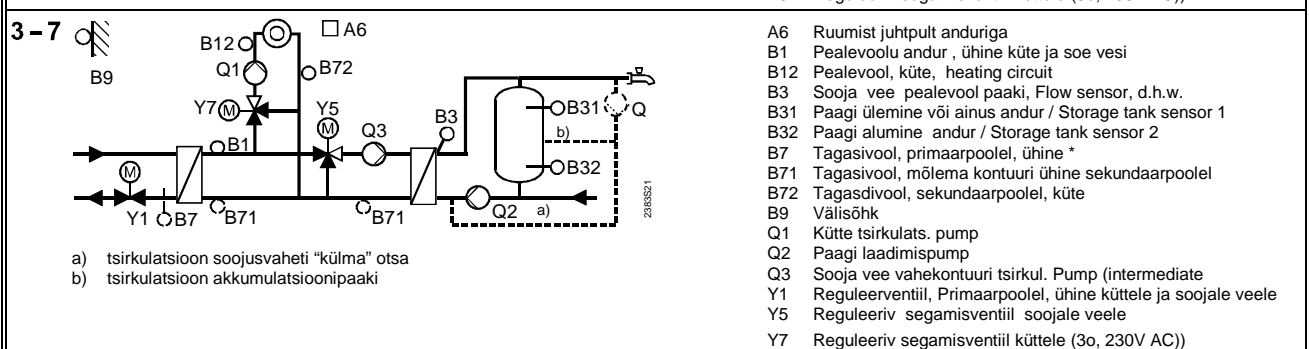 3–7
A6
B12
B9
B72
Q1
Y7 M
Y5
M
B3
B31
Q
b)
Q3
B1
B32
M
Y1
B7
B71
B71
Q2
a)
2383S21
a) tsirkulatsioon soojusvaheti “külma” otsa
b) tsirkulatsioon akkumulatsioonipaaki
A6 Ruumist juhtpult anduriga
B1 Pealevoolu andur , ühine küte ja soe vesi
B12 Pealevool, küte, heating circuit
B3 Sooja vee pealevool paaki, Flow sensor, d.h.w.
B31 Paagi ülemine või ainus andur / Storage tank sensor 1
B32 Paagi alumine andur / Storage tank sensor 2
B7 Tagasivool, primaarpoolel, ühine *
B71 Tagasivool, mõlema kontuuri ühine sekundaarpoolel
B72 Tagasdivool, sekundaarpoolel, küte
B9 Välisõhk
Q1 Kütte tsirkulats. pump
Q2 Paagi laadimispump
Q3 Sooja vee vahekontuuri tsirkul. Pump (intermediate
Y1 Reguleerventiil, Primaarpoolel, ühine küttele ja soojale veele
Y5 Reguleeriv segamisventiil soojale veele
Y7 Reguleeriv segamisventiil küttele (3o, 230V AC))